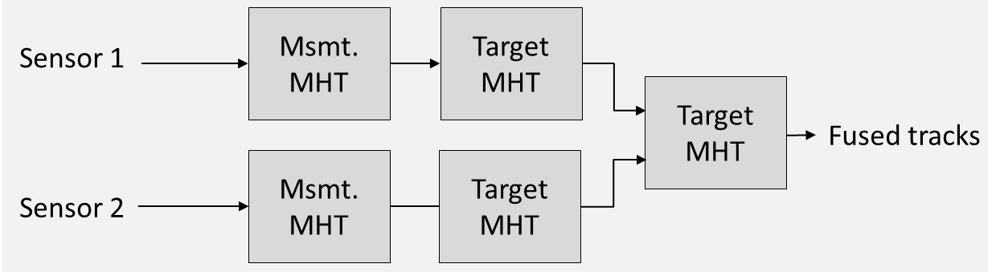 Sensor 1
Msmt.
MHT
Target
MHT
Sensor 2
Msmt.
MHT
Target
MHT
Target
MHT
Fused tracks